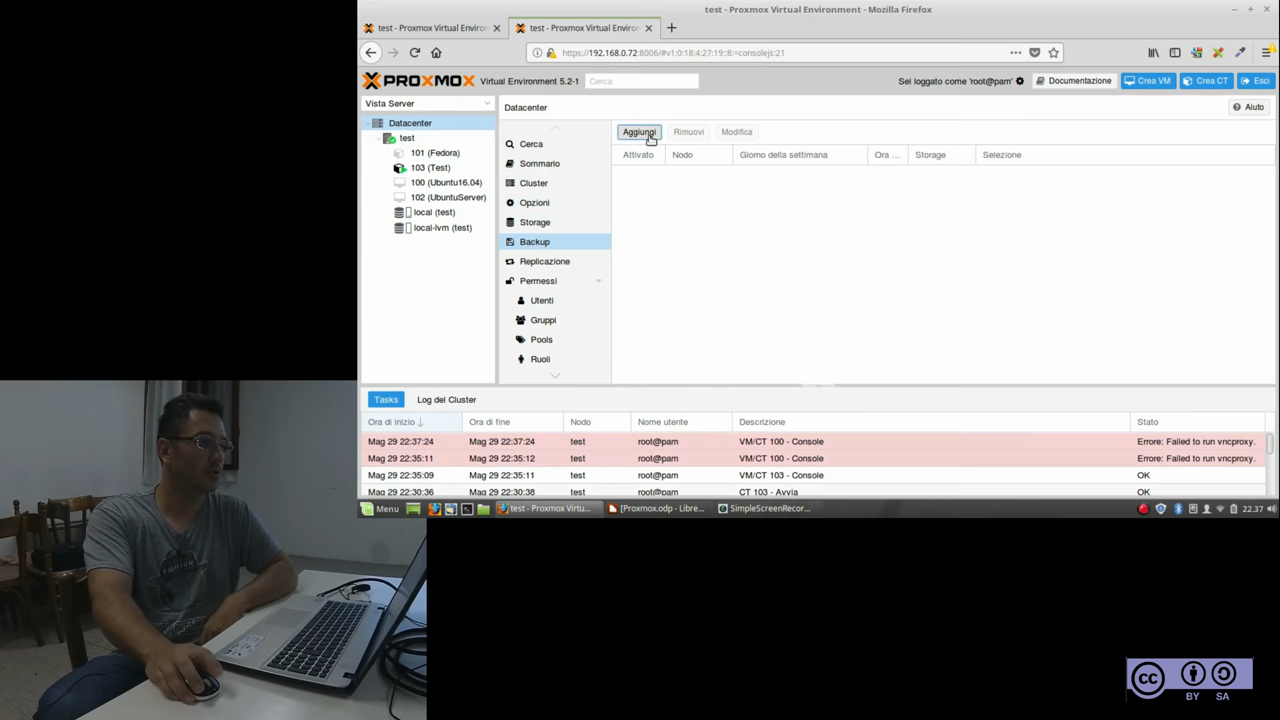 test - Proxmox Virtual Environment - Mozilla Firefox
test - Proxmox Virtual Environ
test - Proxmox Virtual Environ
https://192.168.0.72:8006/#v1:0:18:4:27:19::8:=consolejs:21
PROXMOX Virtual Environment 5.2-1 Cerca Sei loggato come 'root@pam' Documentazione Crea VM Crea CT Esci
Vista Server
Datacenter
Aiuto
Datacenter
test
101 (Fedora)
103 (Test)
100 (Ubuntu16.04)
102 (UbuntuServer)
local (test)
local-lvm (test)
Cerca
Sommario
Cluster
Opzioni
Storage
Backup
Replicazione
Permessi
Utenti
Gruppi
Pools
Ruoli
Aggiungi Rimuovi Modifica
Attivato Nodo Giorno della settimana Ora ... Storage Selezione
Tasks Log del Cluster
Ora di inizio Ora di fine Nodo Nome utente Descrizione Stato
Mag 29 22:37:24 Mag 29 22:37:24 test root@pam VM/CT 100 - Console Errore: Failed to run vncproxy.
Mag 29 22:35:11 Mag 29 22:35:12 test root@pam VM/CT 100 - Console Errore: Failed to run vncproxy.
Mag 29 22:35:09 Mag 29 22:35:11 test root@pam VM/CT 103 - Console OK
Mag 29 22:30:36 Mag 29 22:30:38 test root@pam CT 103 - Avvia OK
Menu test - Proxmox Virtu... [Proxmox.odp - Libre... SimpleScreenRecor... 22.37
cc
BY SA